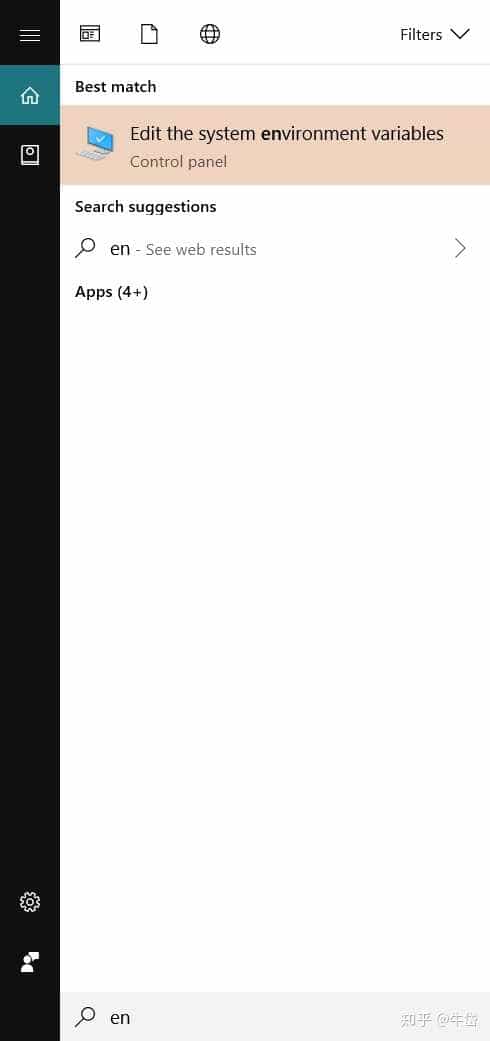 Filters
Best match
Edit the system environment variables
Control panel
Search suggestions
en - See web results
Apps (4+)
en
知乎 @牛岱